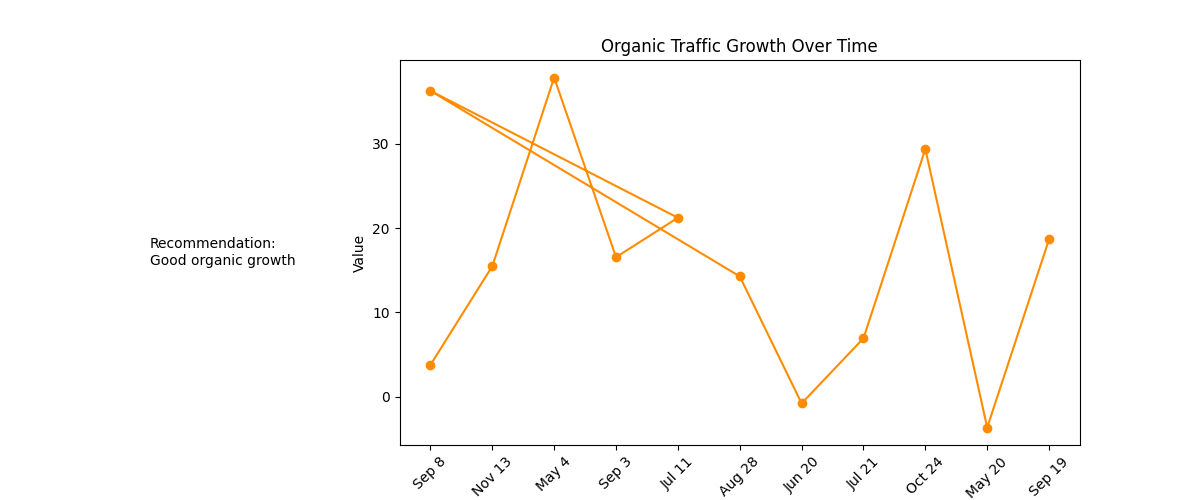 Organic Traffic Growth Over Time
Recommendation:
Good organic growth
Value
30
20
10
0
Sep 8
Nov 13
May 4
Sep 3
Jul 11
Aug 28
Jun 20
Jul 21
Oct 24
May 20
Sep 19